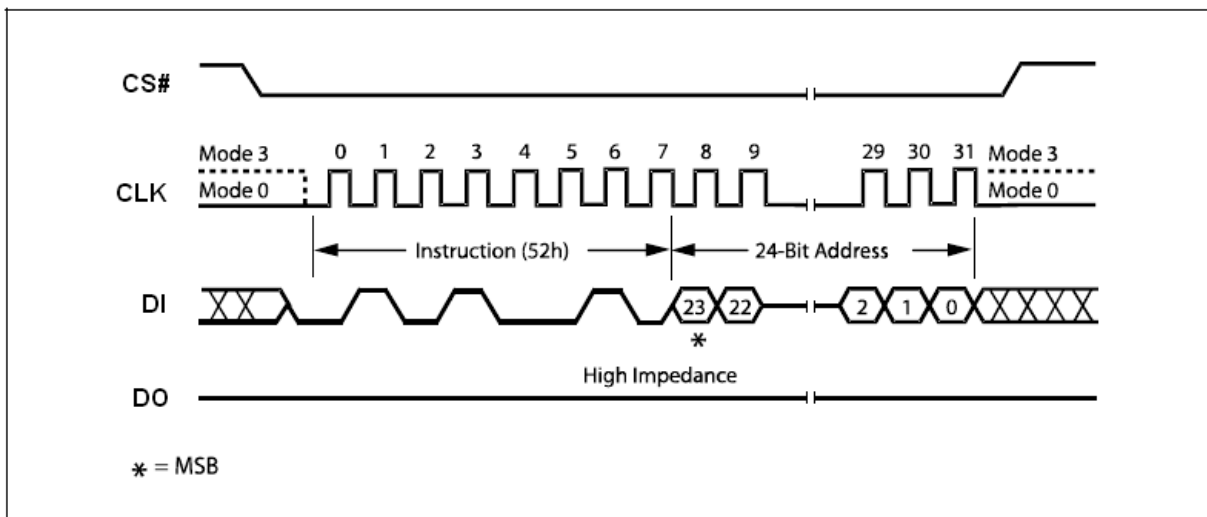 CS#
Mode 3 0 1 2 3 4 5 6 7 8 9 29 30 31 Mode 3
CLK Mode 0 Mode 0
Instruction (52h) 24-Bit Address
DI 23 22 2 1 0
*
High Impedance
DO
* = MSB